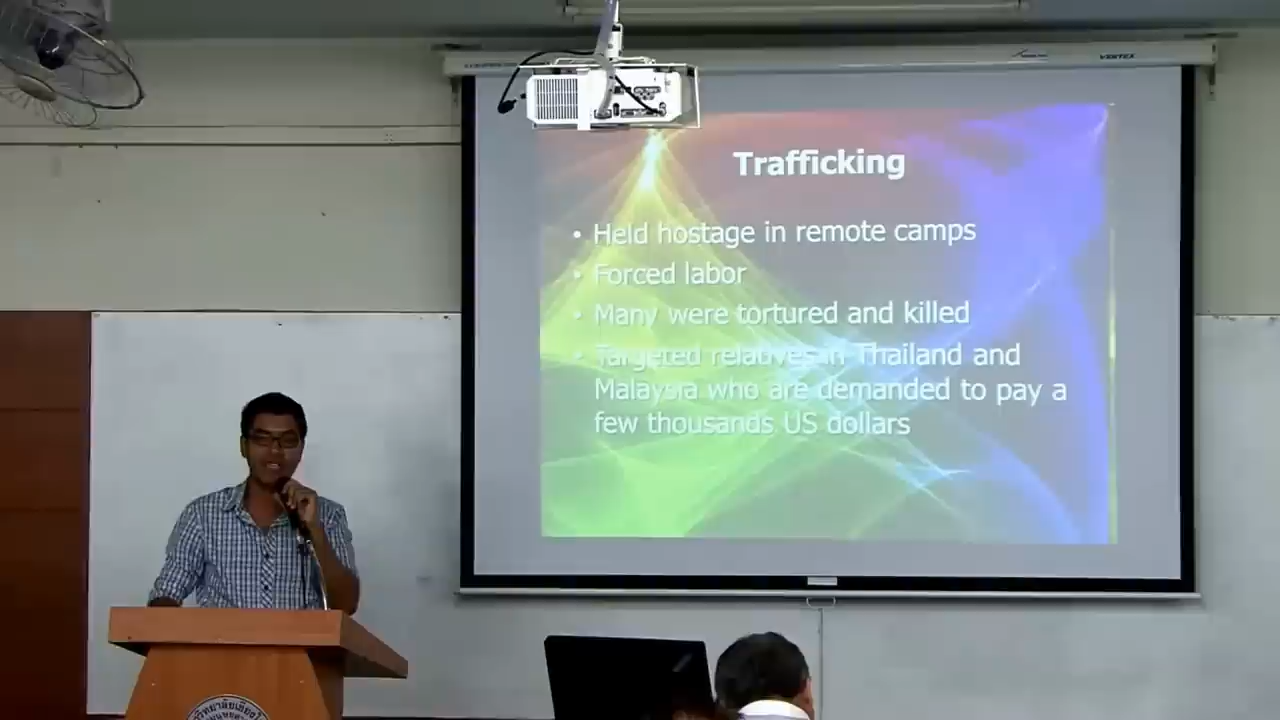 VERTEX
Trafficking
• Held hostage in remote camps
• Forced labor
• Many were tortured and killed
• Targeted relatives in Thailand and
Malaysia who are demanded to pay a
few thousands US dollars